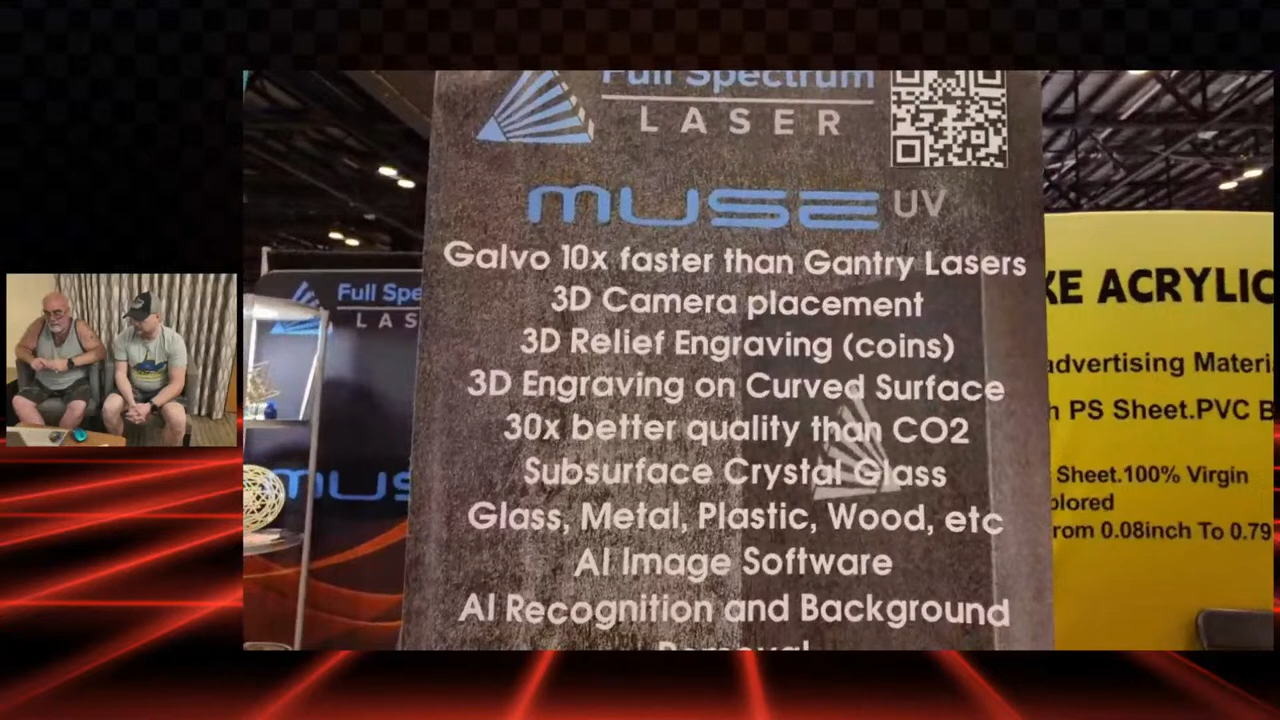 Full Spectrum
LASER
muse UV
Galvo 10x faster than Gantry Lasers
3D Camera placement
3D Relief Engraving (coins)
3D Engraving on Curved Surface
30x better quality than CO2
Subsurface Crystal Glass
Glass, Metal, Plastic, Wood, etc
AI Image Software
AI Recognition and Background
Removal
Full Spe
LAS
mus
KE ACRYLIC
advertising Materi
PS Sheet.PVC B
Sheet.100% Virgin
olored
rom 0.08inch To 0.79